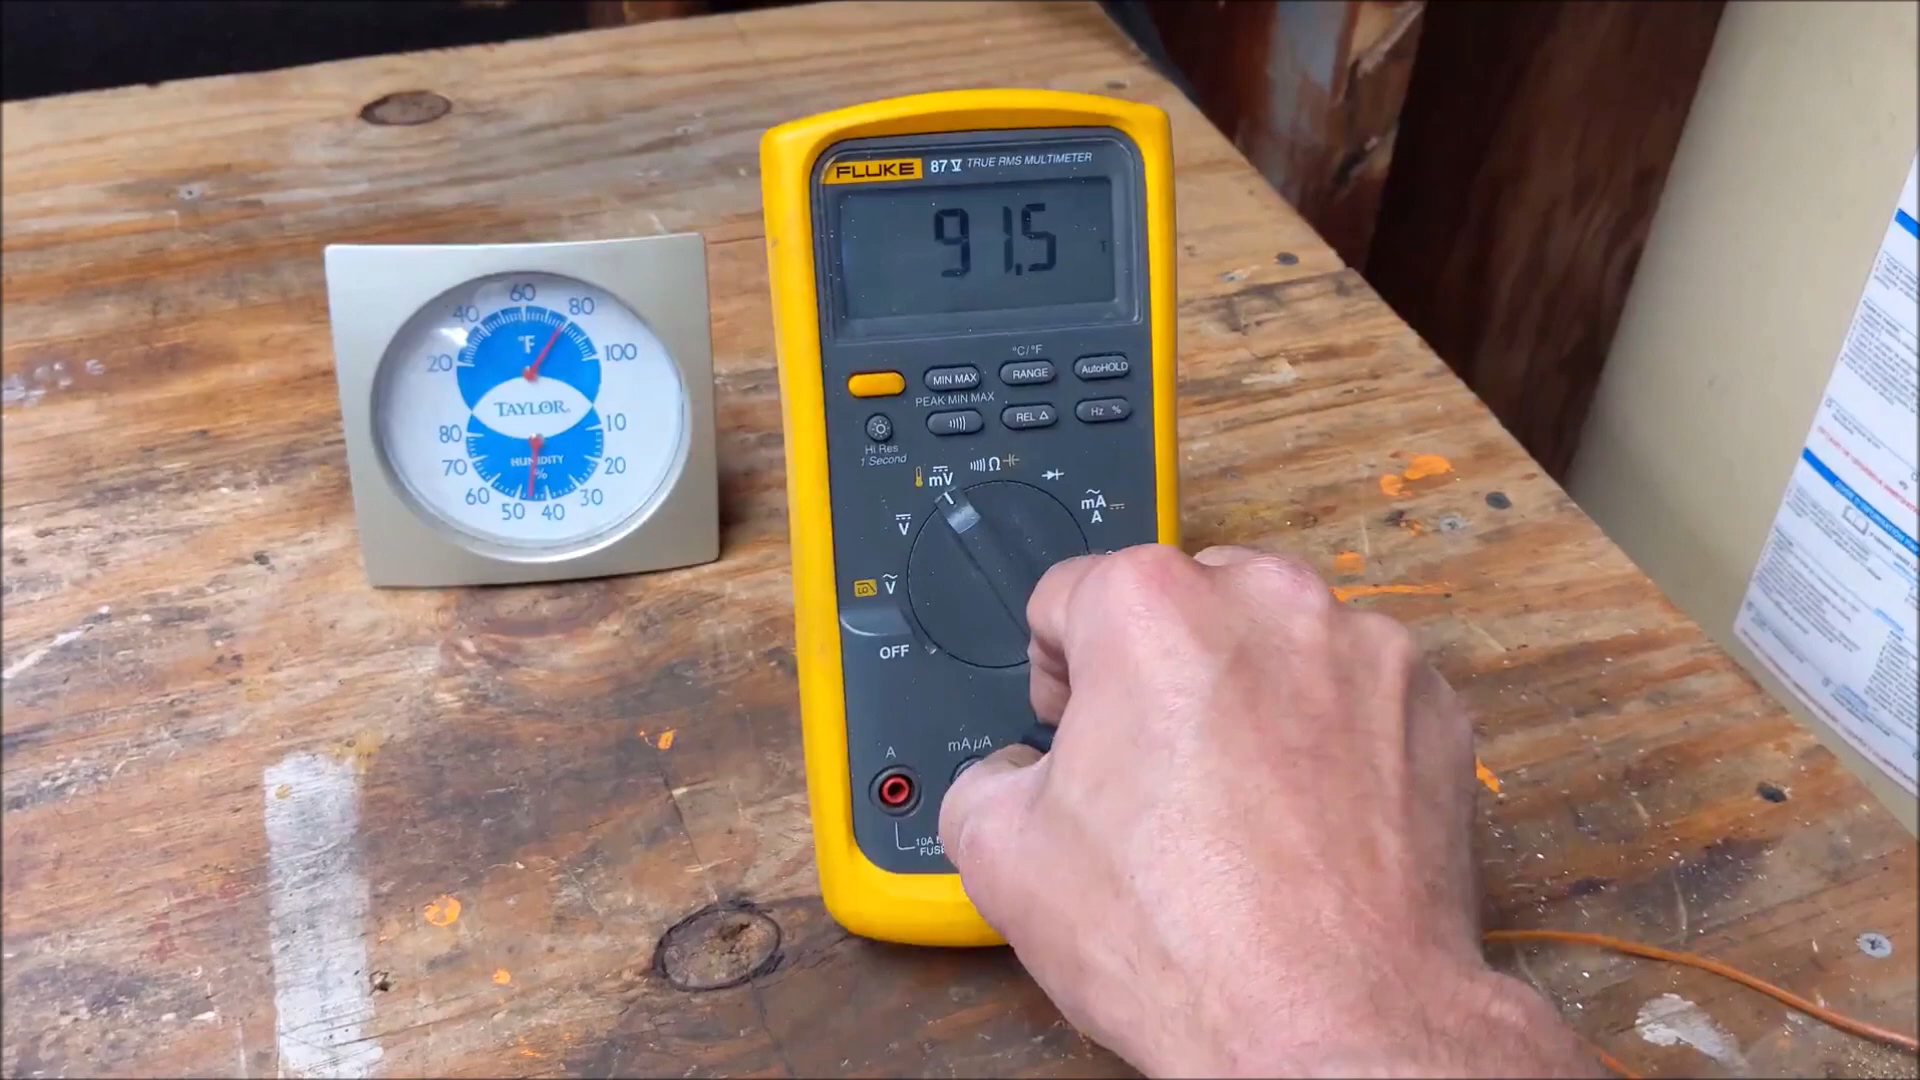 FLUKE 87 V TRUE RMS MULTIMETER
91.5
°C/°F
MIN MAX RANGE AutoHOLD
PEAK MIN MAX
REL Δ Hz %
Hi Res
1 Second
mV Ω
V mA
A
V
OFF
A mA µA
10A
FUSE
40 60 80
20 °F 100
TAYLOR
80 10
70 HUMIDITY 20
%
60 50 40 30